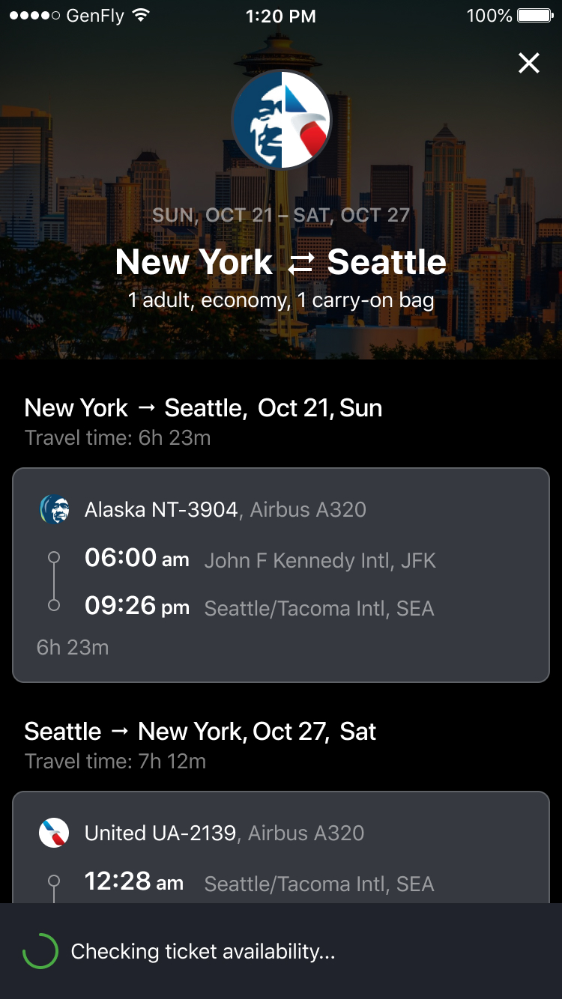 GenFly 1:20 PM 100%
SUN, OCT 21 – SAT, OCT 27
New York ⇄ Seattle
1 adult, economy, 1 carry-on bag
New York → Seattle, Oct 21, Sun
Travel time: 6h 23m
Alaska NT-3904, Airbus A320
06:00 am John F Kennedy Intl, JFK
09:26 pm Seattle/Tacoma Intl, SEA
6h 23m
Seattle → New York, Oct 27, Sat
Travel time: 7h 12m
United UA-2139, Airbus A320
12:28 am Seattle/Tacoma Intl, SEA
Checking ticket availability...